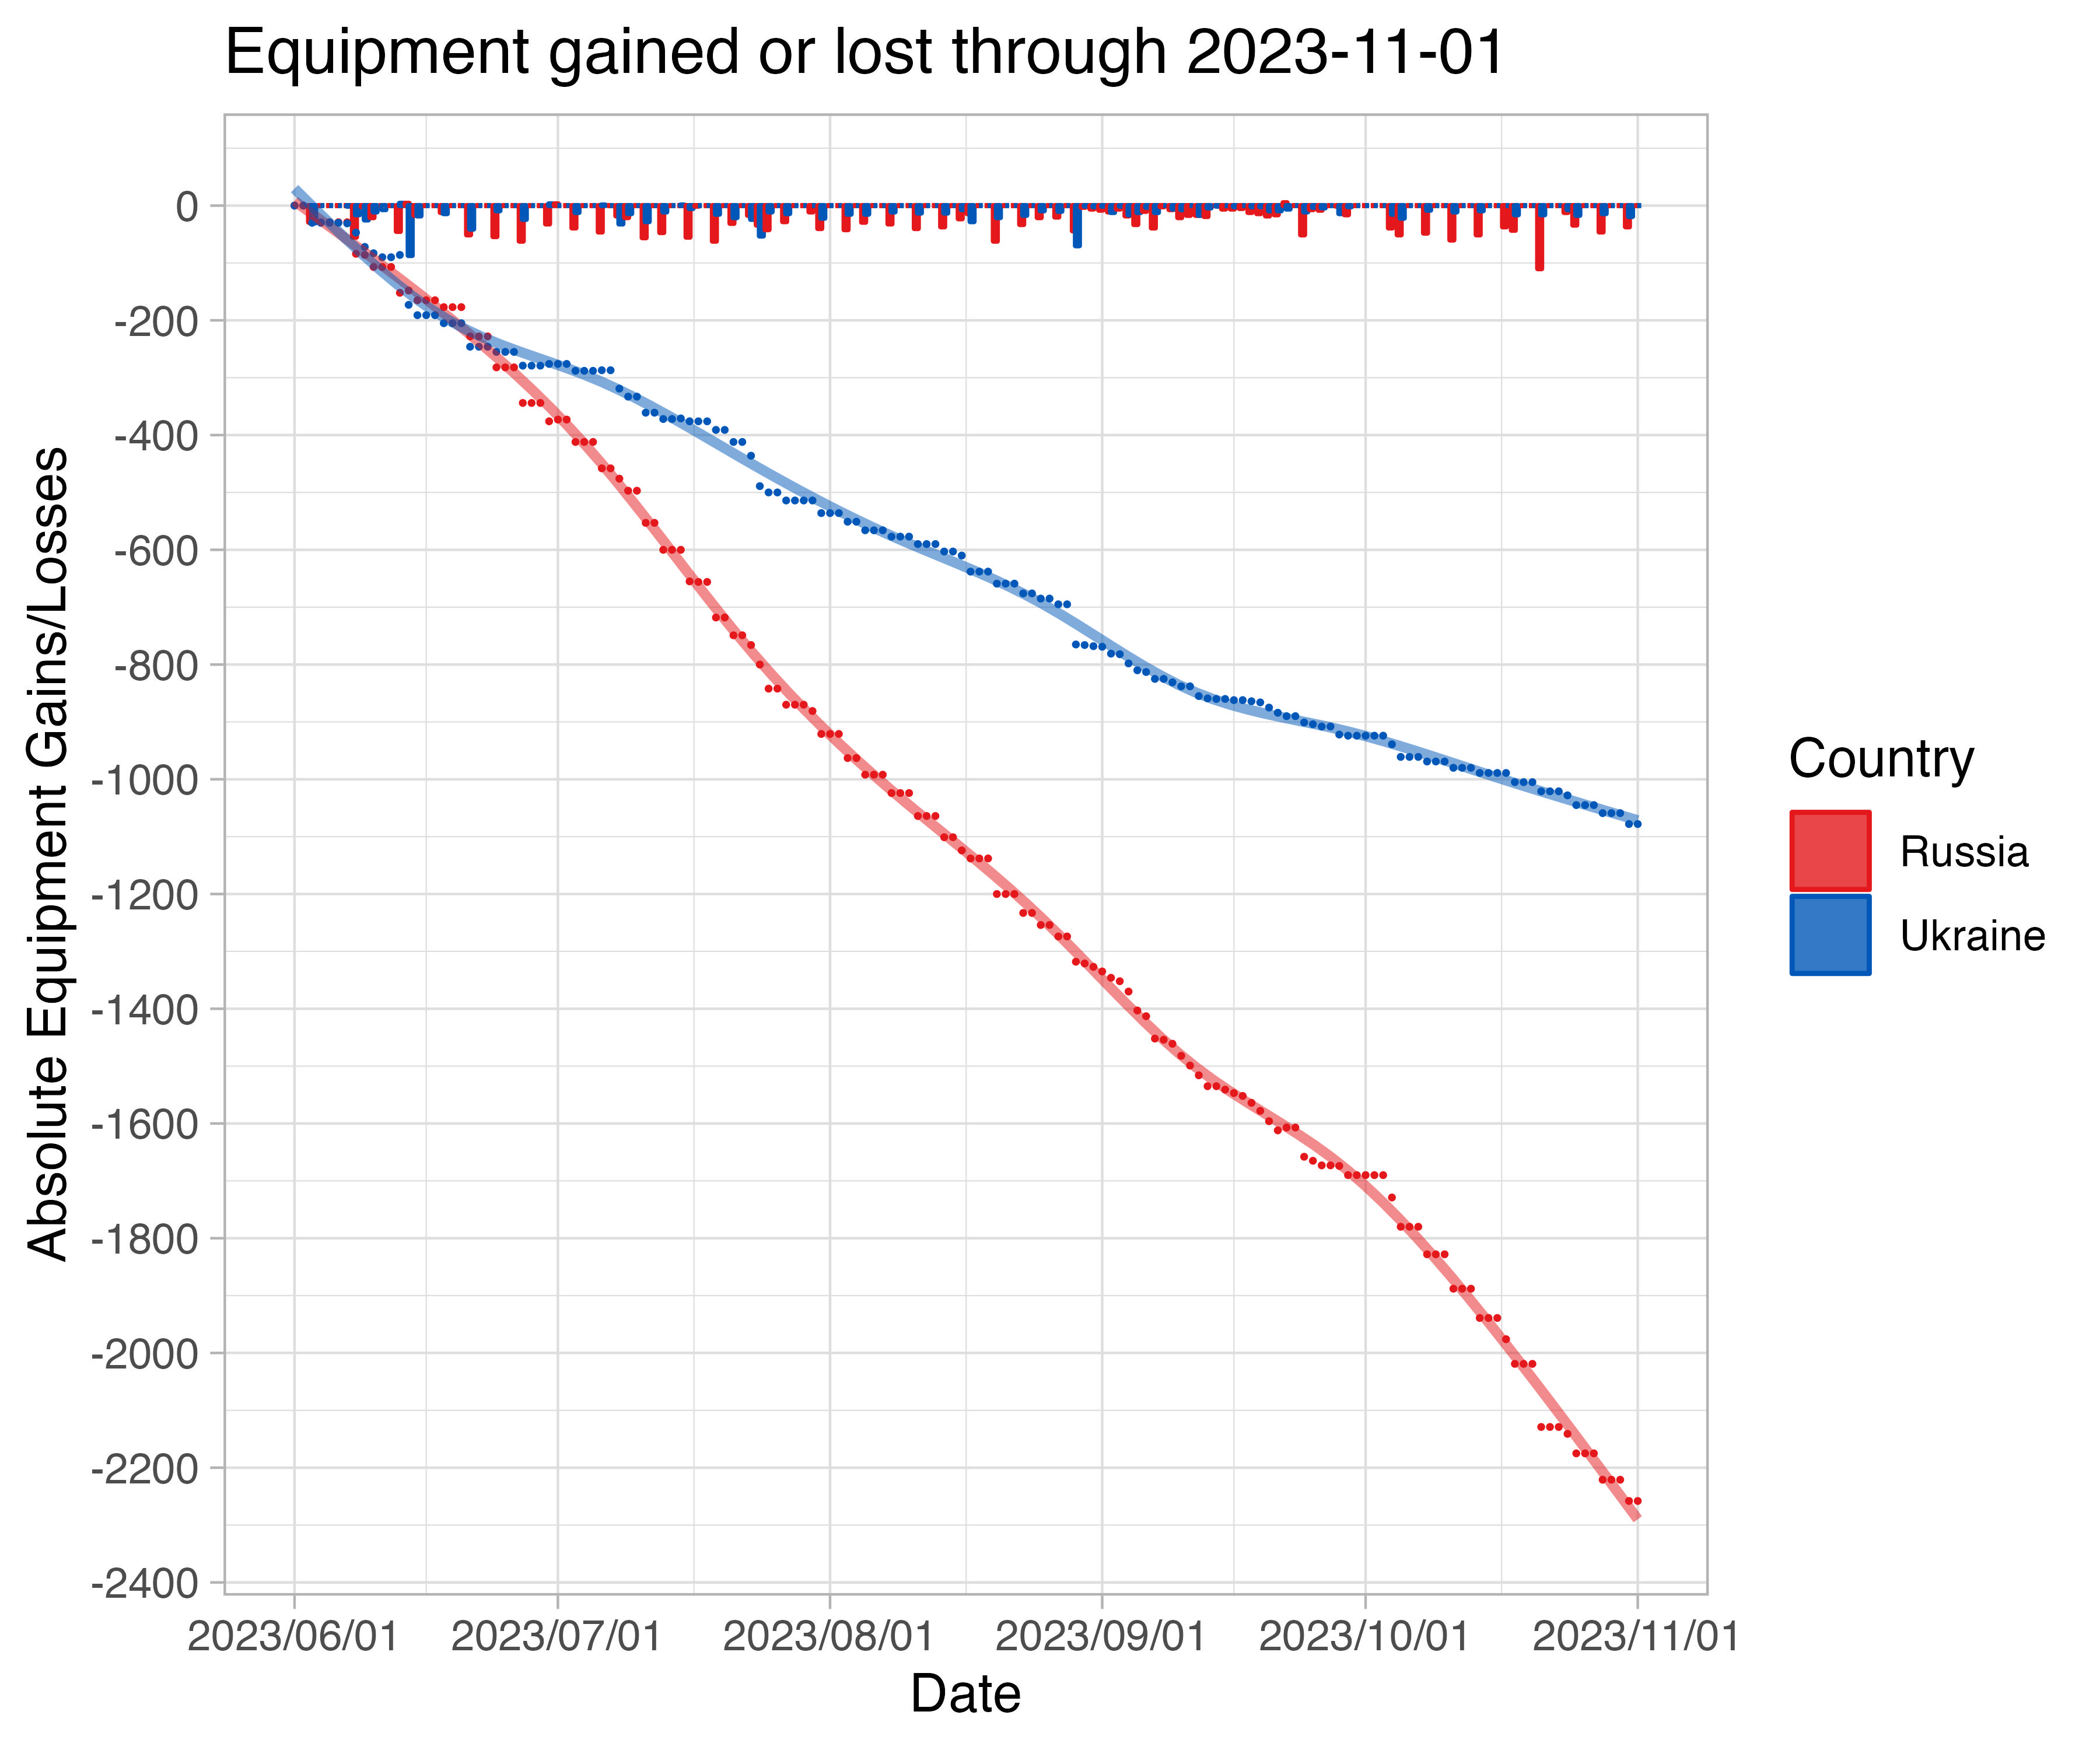 Equipment gained or lost through 2023-11-01
Absolute Equipment Gains/Losses
0
-200
-400
-600
-800
-1000
-1200
-1400
-1600
-1800
-2000
-2200
-2400
2023/06/01 2023/07/01 2023/08/01 2023/09/01 2023/10/01 2023/11/01
Date
Country
Russia
Ukraine